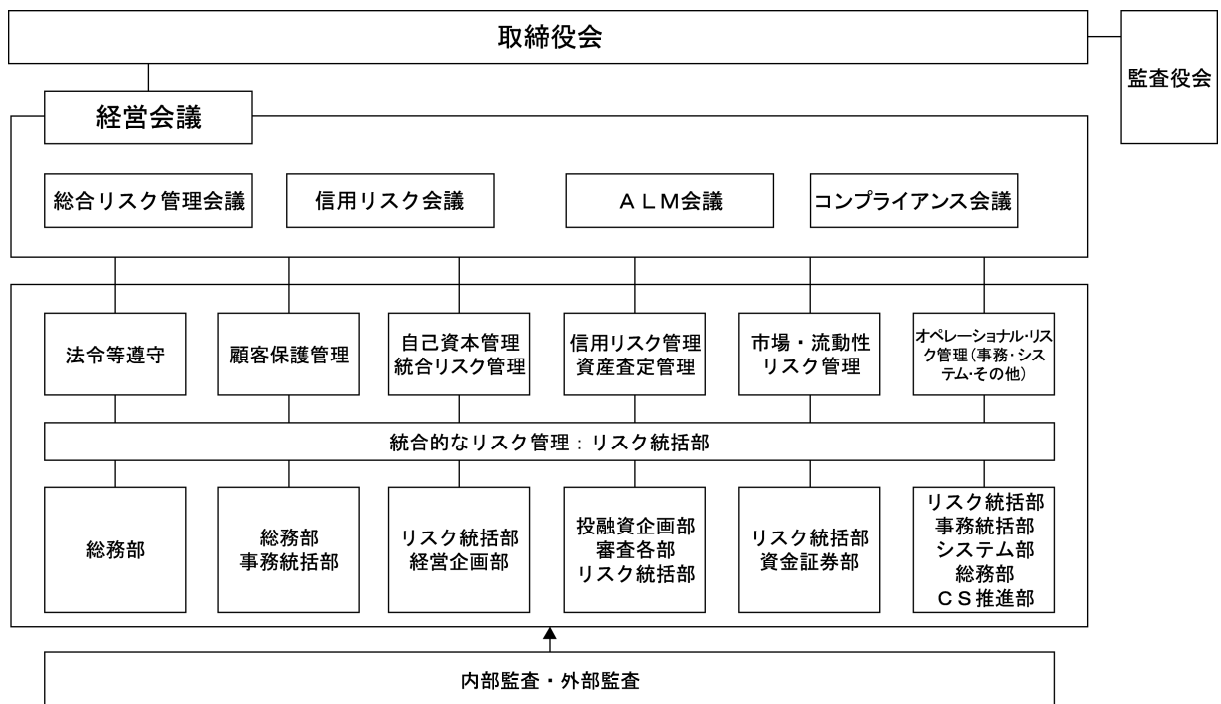 取締役会
監査役会
経営会議
総合リスク管理会議
信用リスク会議
ＡＬＭ会議
コンプライアンス会議
法令等遵守
顧客保護管理
自己資本管理
統合リスク管理
信用リスク管理
資産査定管理
市場・流動性
リスク管理
オペレーショナル・リス
ク管理（事務・シス
テム・その他）
統合的なリスク管理：リスク統括部
総務部
総務部
事務統括部
リスク統括部
経営企画部
投融資企画部
審査各部
リスク統括部
リスク統括部
資金証券部
リスク統括部
事務統括部
システム部
総務部
ＣＳ推進部
内部監査・外部監査